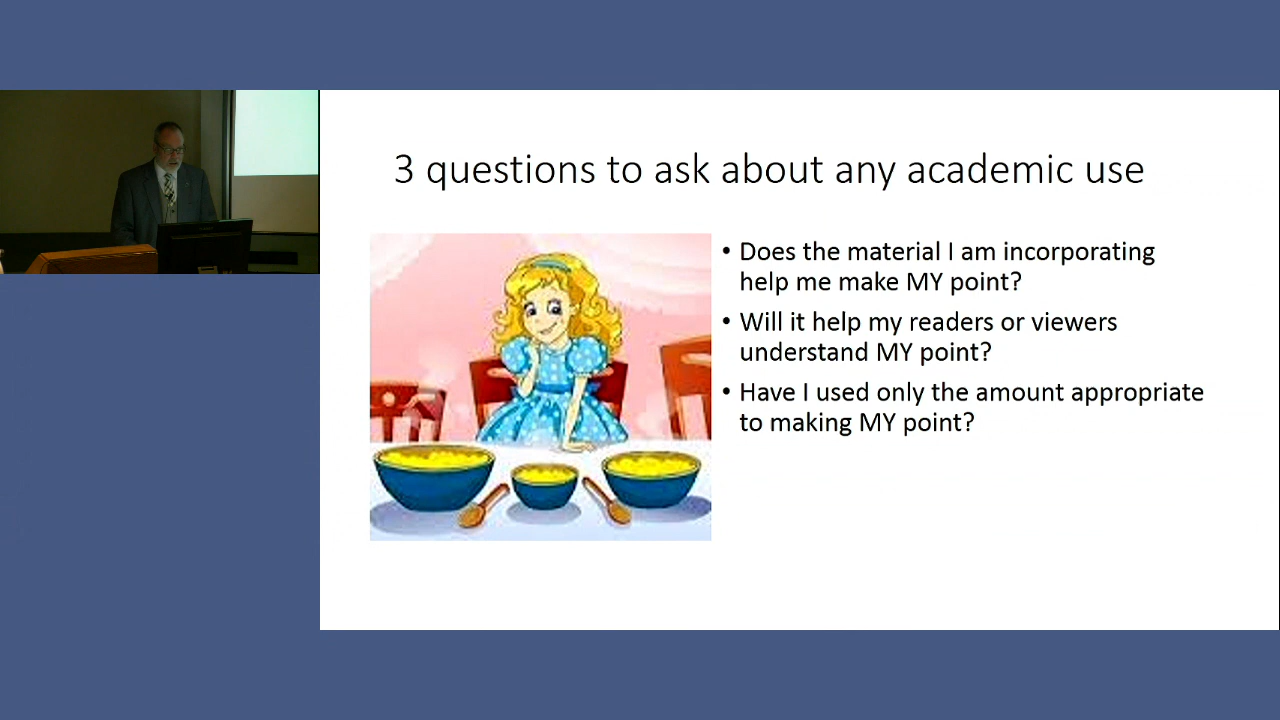 3 questions to ask about any academic use
• Does the material I am incorporating
help me make MY point?
• Will it help my readers or viewers
understand MY point?
• Have I used only the amount appropriate
to making MY point?